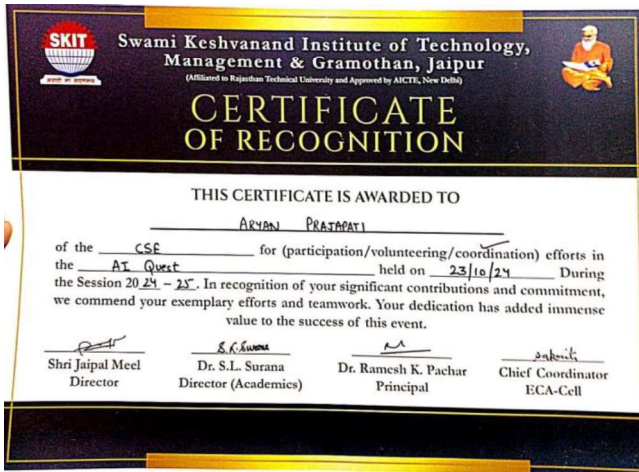 SKIT
Swami Keshvanand Institute of Technology,
Management & Gramothan, Jaipur
(Affiliated to Rajasthan Technical University and Approved by AICTE, New Delhi)
CERTIFICATE
OF RECOGNITION
THIS CERTIFICATE IS AWARDED TO
ARYAN PRAJAPATI
of the CSE for (participation/volunteering/coordination) efforts in
the AI Quest held on 23/10/24 During
the Session 2024 - 25. In recognition of your significant contributions and commitment,
we commend your exemplary efforts and teamwork. Your dedication has added immense
value to the success of this event.
S.L. Surana
Shri Jaipal Meel
Director
Dr. S.L. Surana
Director (Academics)
Dr. Ramesh K. Pachar
Principal
Chief Coordinator
ECA-Cell